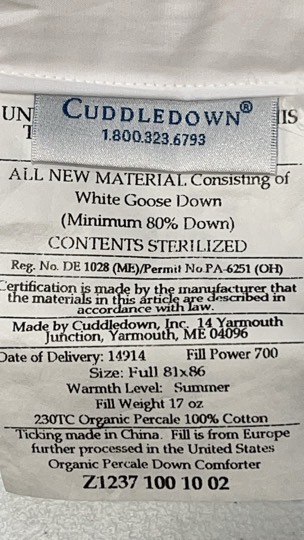 UN CUDDLEDOWN® IS
T 1.800.323.6793
ALL NEW MATERIAL Consisting of
White Goose Down
(Minimum 80% Down)
CONTENTS STERILIZED
Reg. No. DE 1028 (ME)/Permit No PA-6251 (OH)
Certification is made by the manufacturer that
the materials in this article are described in
accordance with law.
Made by Cuddledown, Inc. 14 Yarmouth
Junction, Yarmouth, ME 04096
Date of Delivery: 14914 Fill Power 700
Size: Full 81x86
Warmth Level: Summer
Fill Weight 17 oz
230TC Organic Percale 100% Cotton
Ticking made in China. Fill is from Europe
further processed in the United States
Organic Percale Down Comforter
Z1237 100 10 02